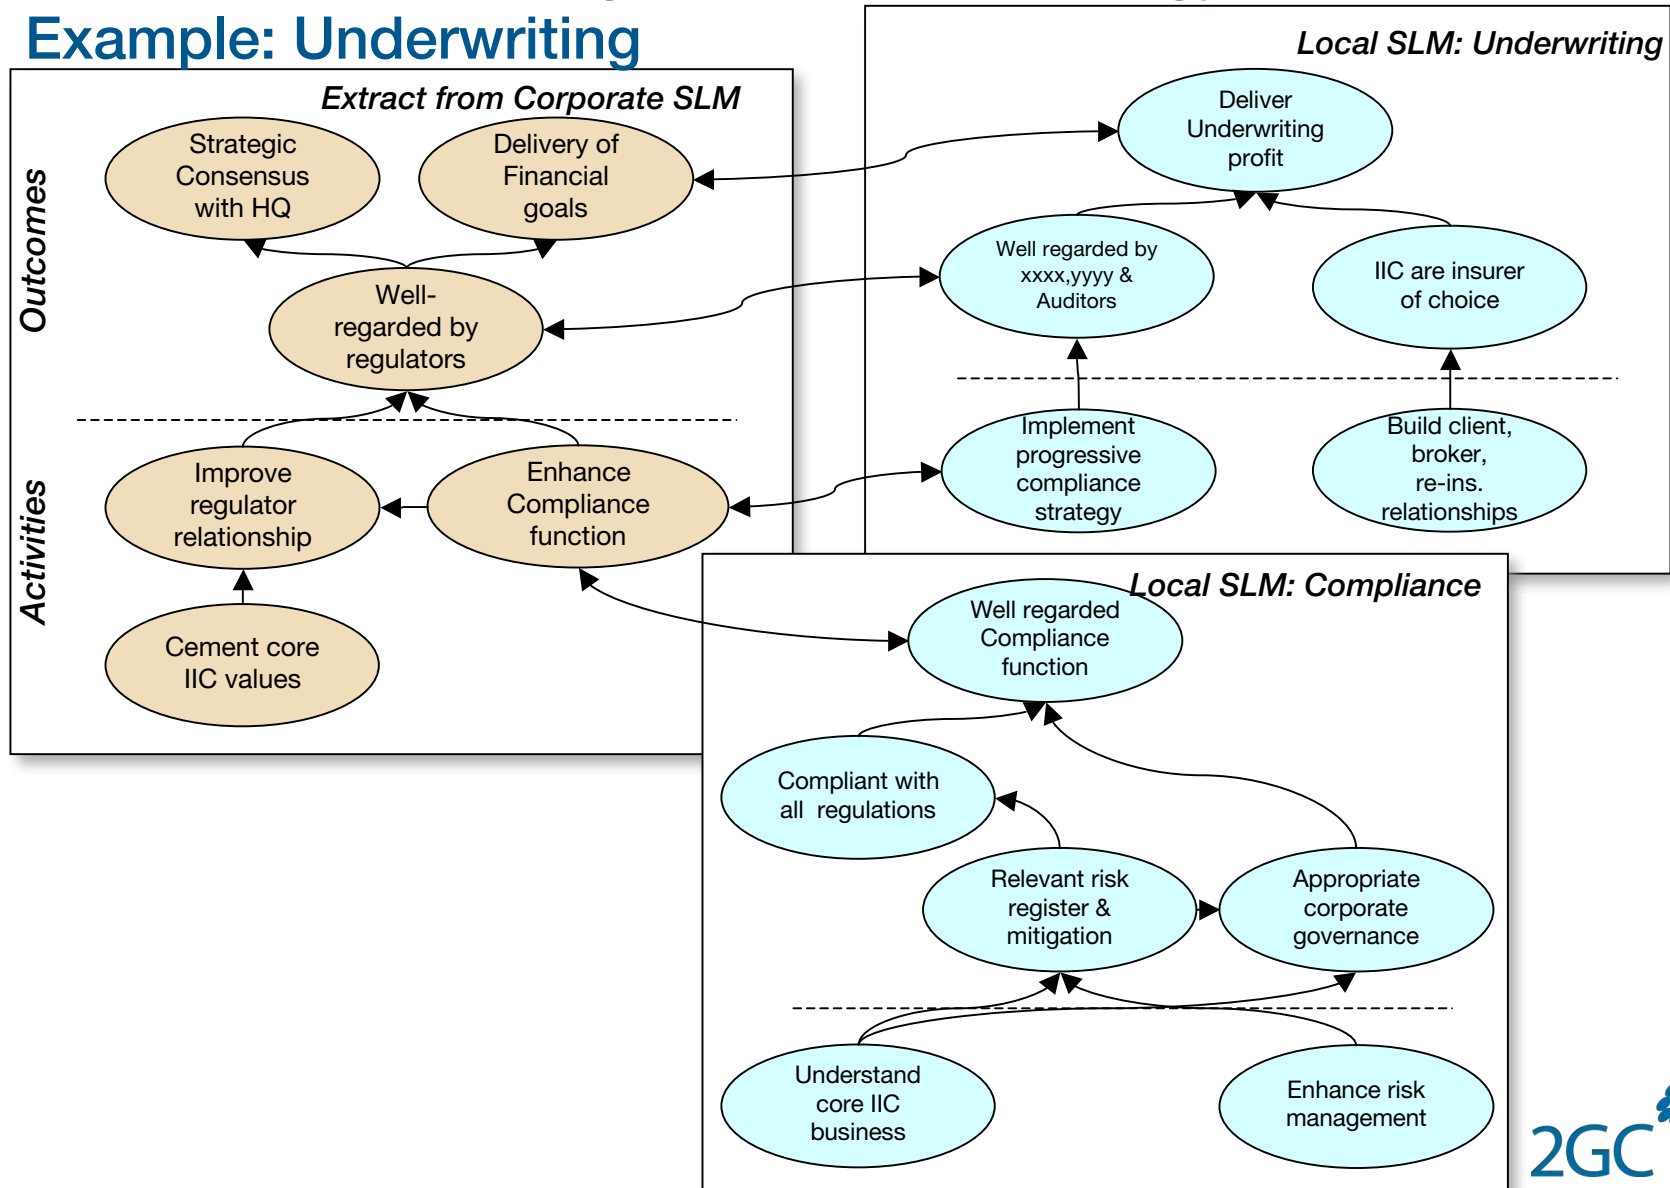 Example: Underwriting
Extract from Corporate SLM
Outcomes
Activities
Strategic
Consensus
with HQ
Delivery of
Financial
goals
Well-
regarded by
regulators
Improve
regulator
relationship
Enhance
Compliance
function
Cement core
IIC values
Local SLM: Underwriting
Deliver
Underwriting
profit
Well regarded by
xxxx,yyyy &
Auditors
IIC are insurer
of choice
Implement
progressive
compliance
strategy
Build client,
broker,
re-ins.
relationships
Local SLM: Compliance
Well regarded
Compliance
function
Compliant with
all regulations
Relevant risk
register &
mitigation
Appropriate
corporate
governance
Understand
core IIC
business
Enhance risk
management
2GC